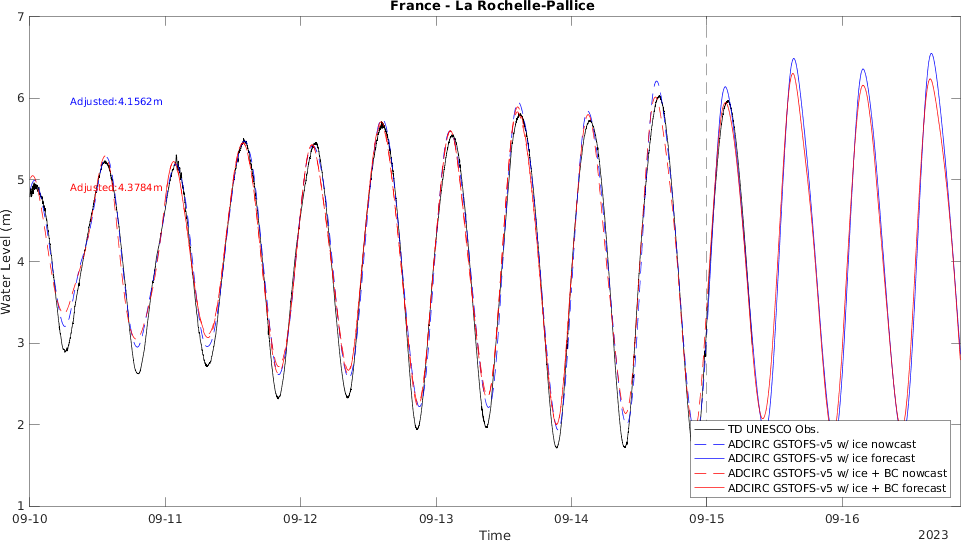 France - La Rochelle-Pallice
7
6
5
4
3
2
1
Water Level (m)
Adjusted:4.1562m
Adjusted:4.3784m
TD UNESCO Obs.
ADCIRC GSTOFS-v5 w/ ice nowcast
ADCIRC GSTOFS-v5 w/ ice forecast
ADCIRC GSTOFS-v5 w/ ice + BC nowcast
ADCIRC GSTOFS-v5 w/ ice + BC forecast
09-10 09-11 09-12 09-13 09-14 09-15 09-16
Time
2023